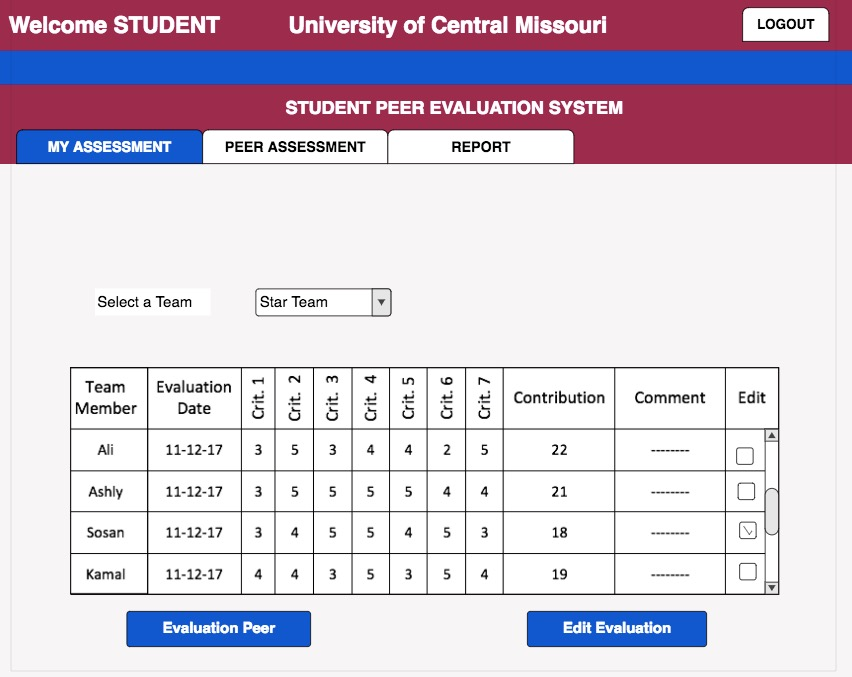 Welcome STUDENT University of Central Missouri LOGOUT
STUDENT PEER EVALUATION SYSTEM
MY ASSESSMENT PEER ASSESSMENT REPORT
Select a Team Star Team
Team Member Evaluation Date Crit. 1 Crit. 2 Crit. 3 Crit. 4 Crit. 5 Crit. 6 Crit. 7 Contribution Comment Edit
Ali 11-12-17 3 5 3 4 4 2 5 22 --------
Ashly 11-12-17 3 5 5 5 5 4 4 21 --------
Sosan 11-12-17 3 4 5 5 4 5 3 18 --------
Kamal 11-12-17 4 4 3 5 3 5 4 19 --------
Evaluation Peer Edit Evaluation